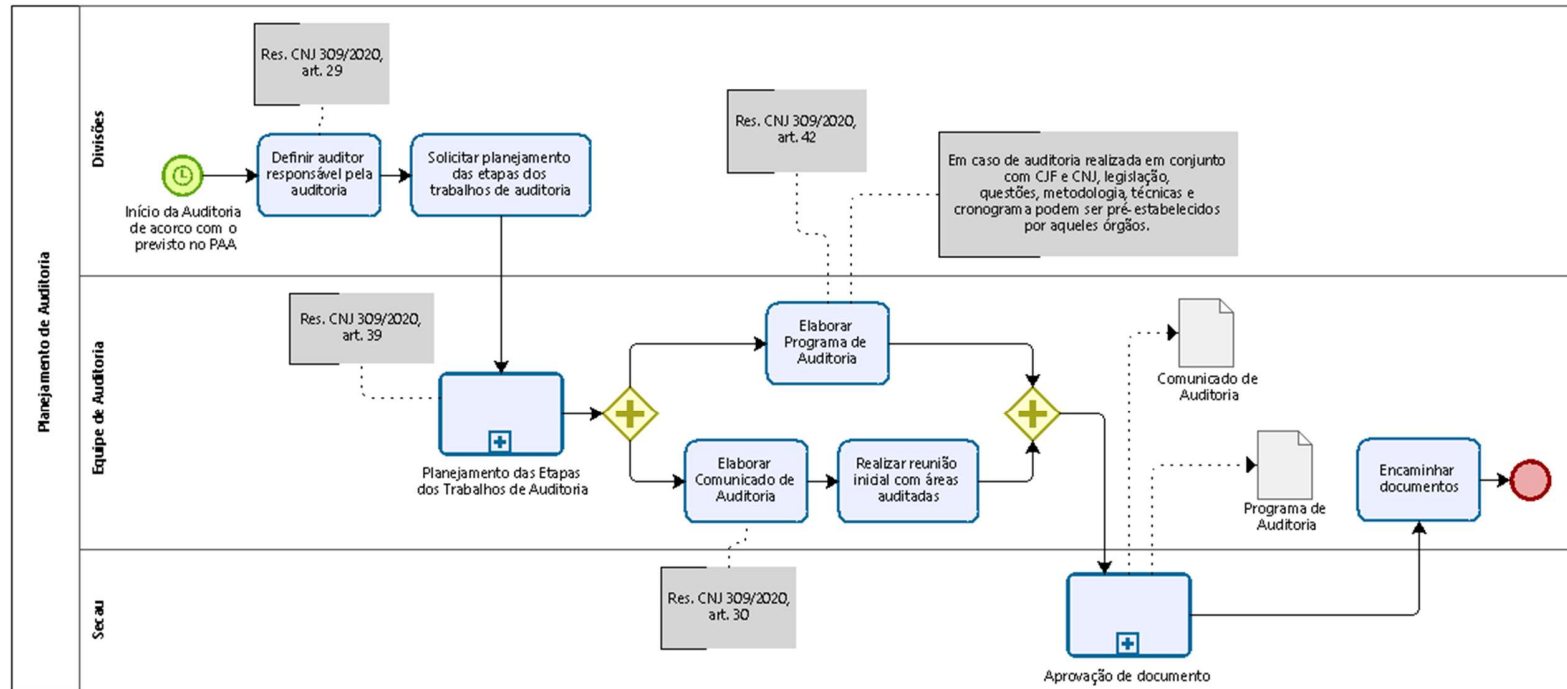 Planejamento de Auditoria
Divisões
Res. CNJ 309/2020,
art. 29
Início da Auditoria
de acorco com o
previsto no PAA
Definir auditor
responsável pela
auditoria
Solicitar planejamento
das etapas dos
trabalhos de auditoria
Res. CNJ 309/2020,
art. 42
Em caso de auditoria realizada em conjunto
com CJF e CNJ, legislação,
questões, metodologia, técnicas e
cronograma podem ser pré-estabelecidos
por aqueles órgãos.
Equipe de Auditoria
Res. CNJ 309/2020,
art. 39
Planejamento das Etapas
dos Trabalhos de Auditoria
Elaborar
Programa de
Auditoria
Elaborar
Comunicado de
Auditoria
Realizar reunião
inicial com áreas
auditadas
Comunicado de
Auditoria
Programa de
Auditoria
Encaminhar
documentos
Secau
Res. CNJ 309/2020,
art. 30
Aprovação de documento